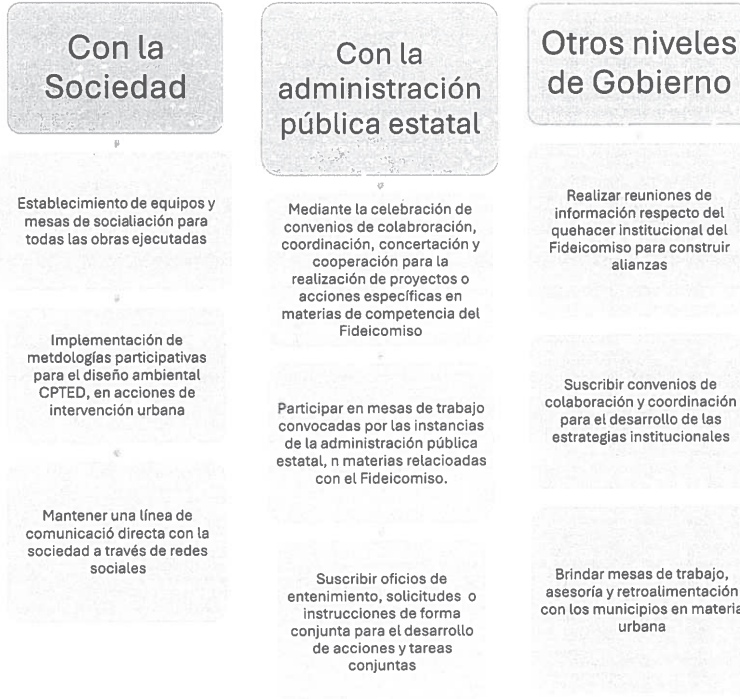 Con la
Sociedad
Establecimiento de equipos y
mesas de socialiación para
todas las obras ejecutadas
Implementación de
metdologías participativas
para el diseño ambiental
CPTED, en acciones de
intervención urbana
Mantener una línea de
comunicació directa con la
sociedad a través de redes
sociales
Con la
administración
pública estatal
Mediante la celebración de
convenios de colabroración,
coordinación, concertación y
cooperación para la
realización de proyectos o
acciones específicas en
materias de competencia del
Fideicomiso
Participar en mesas de trabajo
convocadas por las instancias
de la administración pública
estatal, n materias relacioadas
con el Fideicomiso.
Suscribir oficios de
entenimiento, solicitudes o
instrucciones de forma
conjunta para el desarrollo
de acciones y tareas
conjuntas
Otros niveles
de Gobierno
Realizar reuniones de
información respecto del
quehacer institucional del
Fideicomiso para construir
alianzas
Suscribir convenios de
colaboración y coordinación
para el desarrollo de las
estrategias institucionales
Brindar mesas de trabajo,
asesoría y retroalimentación
con los municipios en materia
urbana